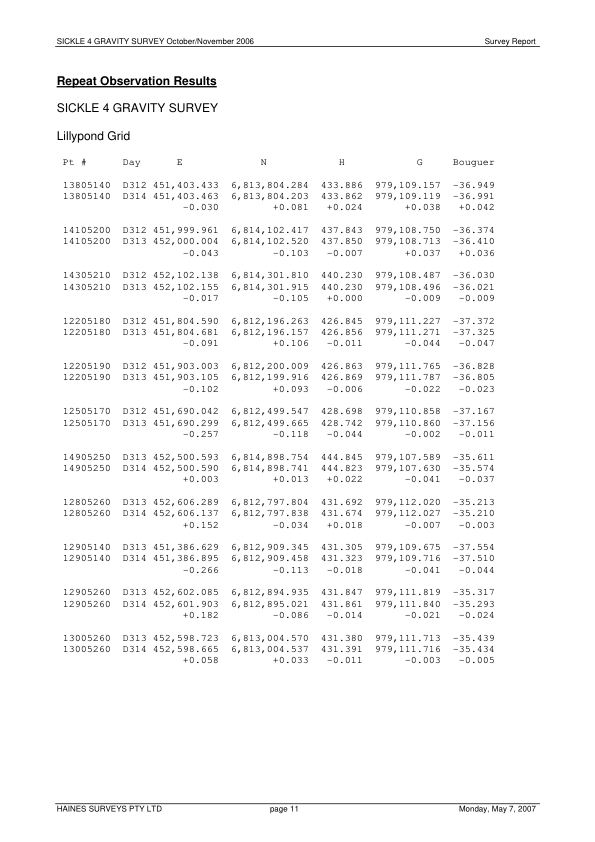 SICKLE 4 GRAVITY SURVEY October/November 2006 Survey Report
Repeat Observation Results
SICKLE 4 GRAVITY SURVEY
Lillypond Grid
Pt # Day E N H G Bouguer
13805140 D312 451,403.433 6,813,804.284 433.886 979,109.157 -36.949
13805140 D314 451,403.463 6,813,804.203 433.862 979,109.119 -36.991
-0.030 +0.081 +0.024 +0.038 +0.042
14105200 D312 451,999.961 6,814,102.417 437.843 979,108.750 -36.374
14105200 D313 452,000.004 6,814,102.520 437.850 979,108.713 -36.410
-0.043 -0.103 -0.007 +0.037 +0.036
14305210 D312 452,102.138 6,814,301.810 440.230 979,108.487 -36.030
14305210 D313 452,102.155 6,814,301.915 440.230 979,108.496 -36.021
-0.017 -0.105 +0.000 -0.009 -0.009
12205180 D312 451,804.590 6,812,196.263 426.845 979,111.227 -37.372
12205180 D313 451,804.681 6,812,196.157 426.856 979,111.271 -37.325
-0.091 +0.106 -0.011 -0.044 -0.047
12205190 D312 451,903.003 6,812,200.009 426.863 979,111.765 -36.828
12205190 D313 451,903.105 6,812,199.916 426.869 979,111.787 -36.805
-0.102 +0.093 -0.006 -0.022 -0.023
12505170 D312 451,690.042 6,812,499.547 428.698 979,110.858 -37.167
12505170 D313 451,690.299 6,812,499.665 428.742 979,110.860 -37.156
-0.257 -0.118 -0.044 -0.002 -0.011
14905250 D313 452,500.593 6,814,898.754 444.845 979,107.589 -35.611
14905250 D314 452,500.590 6,814,898.741 444.823 979,107.630 -35.574
+0.003 +0.013 +0.022 -0.041 -0.037
12805260 D313 452,606.289 6,812,797.804 431.692 979,112.020 -35.213
12805260 D314 452,606.137 6,812,797.838 431.674 979,112.027 -35.210
+0.152 -0.034 +0.018 -0.007 -0.003
12905140 D313 451,386.629 6,812,909.345 431.305 979,109.675 -37.554
12905140 D314 451,386.895 6,812,909.458 431.323 979,109.716 -37.510
-0.266 -0.113 -0.018 -0.041 -0.044
12905260 D313 452,602.085 6,812,894.935 431.847 979,111.819 -35.317
12905260 D314 452,601.903 6,812,895.021 431.861 979,111.840 -35.293
+0.182 -0.086 -0.014 -0.021 -0.024
13005260 D313 452,598.723 6,813,004.570 431.380 979,111.713 -35.439
13005260 D314 452,598.665 6,813,004.537 431.391 979,111.716 -35.434
+0.058 +0.033 -0.011 -0.003 -0.005
HAINES SURVEYS PTY LTD page 11 Monday, May 7, 2007